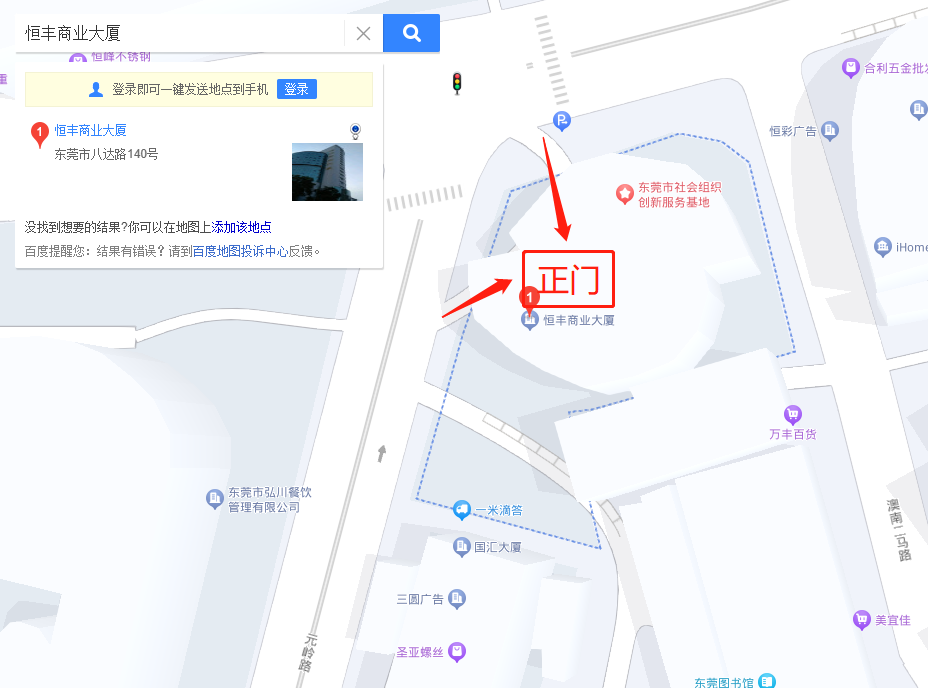 恒丰商业大厦
恒峰不锈钢
重
登录即可一键发送地点到手机 登录
1 恒丰商业大厦
东莞市八达路140号
没找到想要的结果?你可以在地图上添加该地点
百度提醒您：结果有错误？请到百度地图投诉中心反馈。
合利五金批发
恒彩广告
东莞市社会组织
创新服务基地
iHome
正门
1
恒丰商业大厦
万丰百货
东莞市弘川餐饮
管理有限公司
一米滴答
国汇大厦
澳南二马路
三圆广告
美宜佳
元岭路
圣亚螺丝
东莞图书馆